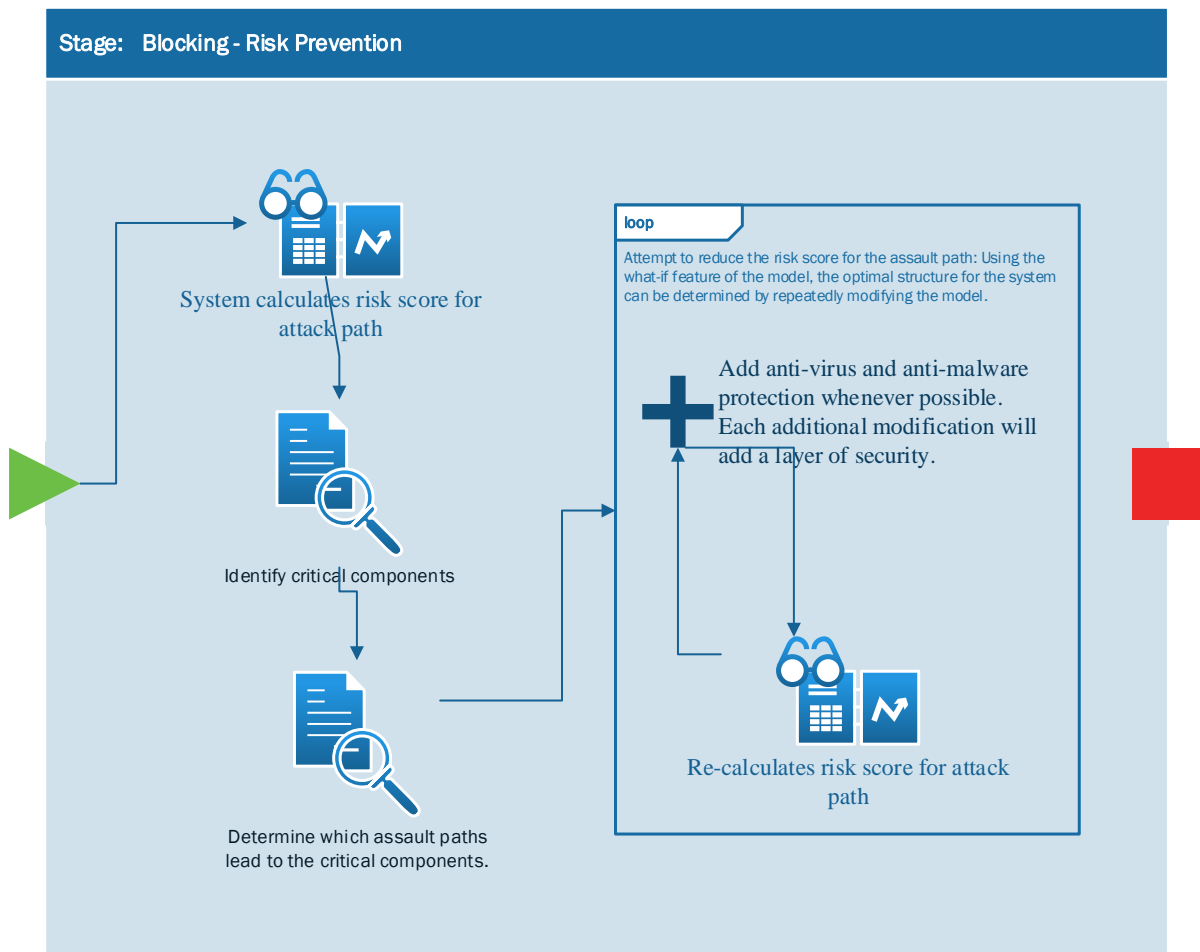 Stage: Blocking - Risk Prevention
System calculates risk score for
attack path
Identify critical components
Determine which assault paths
lead to the critical components.
loop
Attempt to reduce the risk score for the assault path: Using the
what-if feature of the model, the optimal structure for the system
can be determined by repeatedly modifying the model.
Add anti-virus and anti-malware
protection whenever possible.
Each additional modification will
add a layer of security.
Re-calculates risk score for attack
path